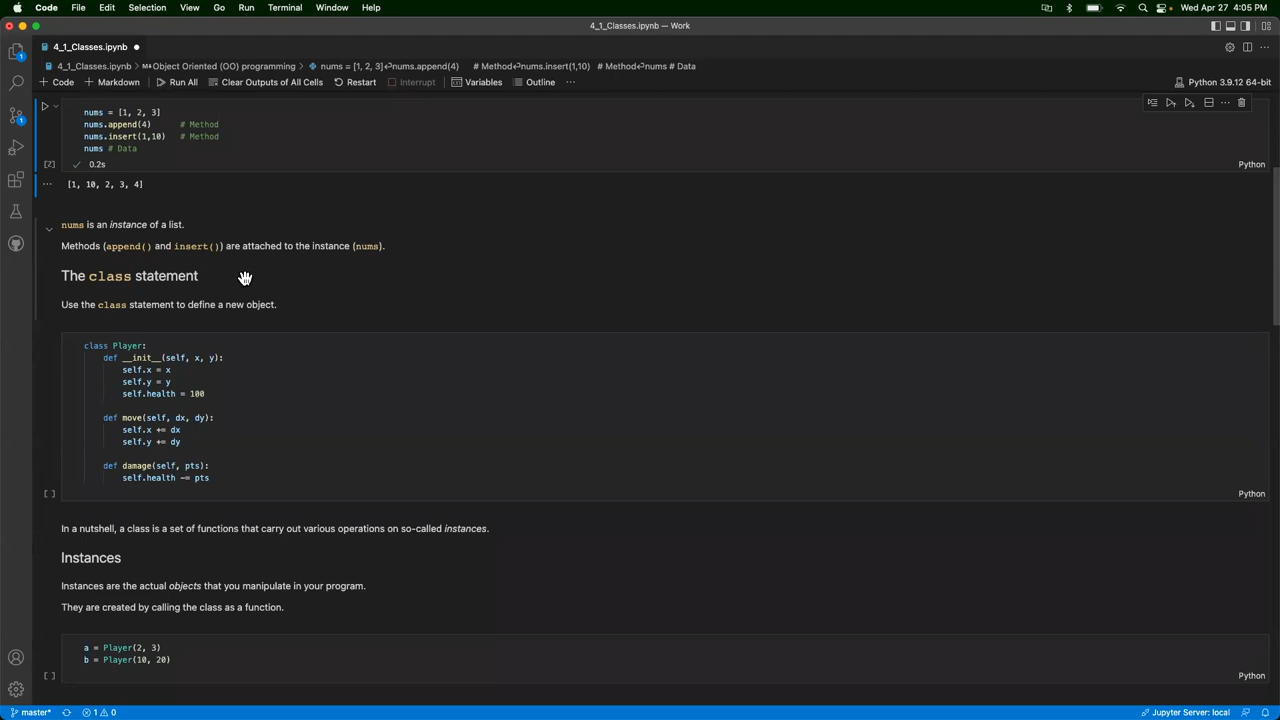 Code File Edit Selection View Go Run Terminal Window Help Wed Apr 27 4:05 PM
4_1_Classes.ipynb — Work
4_1_Classes.ipynb
4_1_Classes.ipynb > M↓Object Oriented (OO) programming > nums = [1, 2, 3]↵nums.append(4) # Method↵nums.insert(1,10) # Method↵nums # Data
+ Code + Markdown Run All Clear Outputs of All Cells Restart Interrupt Variables Outline ··· Python 3.9.12 64-bit
nums = [1, 2, 3]
nums.append(4) # Method
nums.insert(1,10) # Method
nums # Data
[2] ✓ 0.2s Python
··· [1, 10, 2, 3, 4]
nums is an instance of a list.
Methods (append() and insert()) are attached to the instance (nums).
The class statement
Use the class statement to define a new object.
class Player:
def __init__(self, x, y):
self.x = x
self.y = y
self.health = 100
def move(self, dx, dy):
self.x += dx
self.y += dy
def damage(self, pts):
self.health -= pts
[ ] Python
In a nutshell, a class is a set of functions that carry out various operations on so-called instances.
Instances
Instances are the actual objects that you manipulate in your program.
They are created by calling the class as a function.
a = Player(2, 3)
b = Player(10, 20)
[ ] Python
master* 1 0 Jupyter Server: local